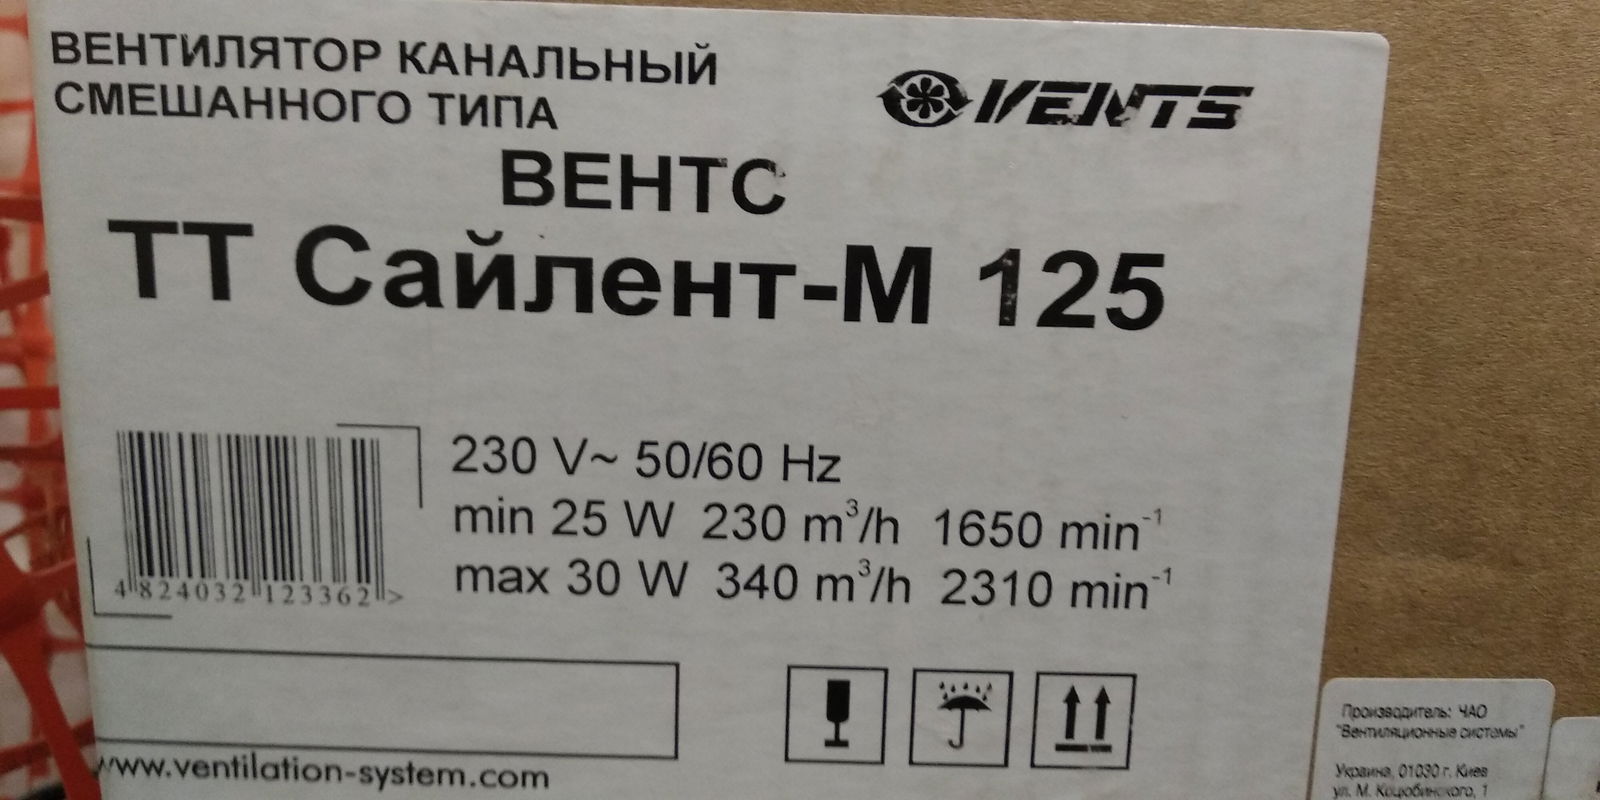 ВЕНТИЛЯТОР КАНАЛЬНЫЙ
СМЕШАННОГО ТИПА
VENTS
ВЕНТС
ТТ Сайлент-М 125
230 V~ 50/60 Hz
min 25 W 230 m³/h 1650 min⁻¹
max 30 W 340 m³/h 2310 min⁻¹
4 824032 123362 >
www.ventilation-system.com
Производитель: ЧАО
"Вентиляционные системы"
Украина, 01030 г. Киев
ул. М. Коцюбинского, 1